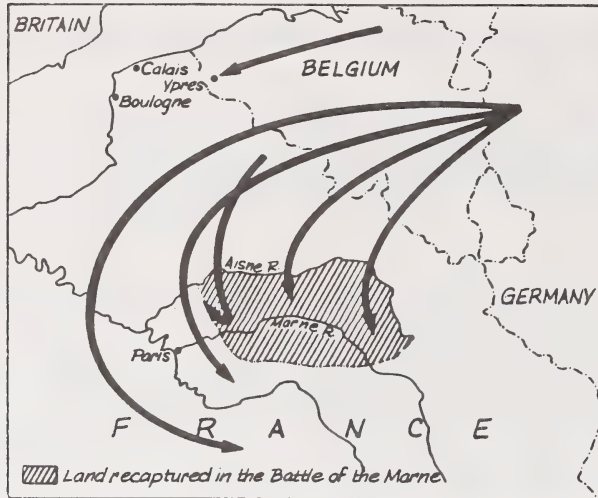 BRITAIN
Calais
Ypres
BELGIUM
Boulogne
Aisne R.
GERMANY
Marne R.
Paris
F R A N C E
Land recaptured in the Battle of the Marne